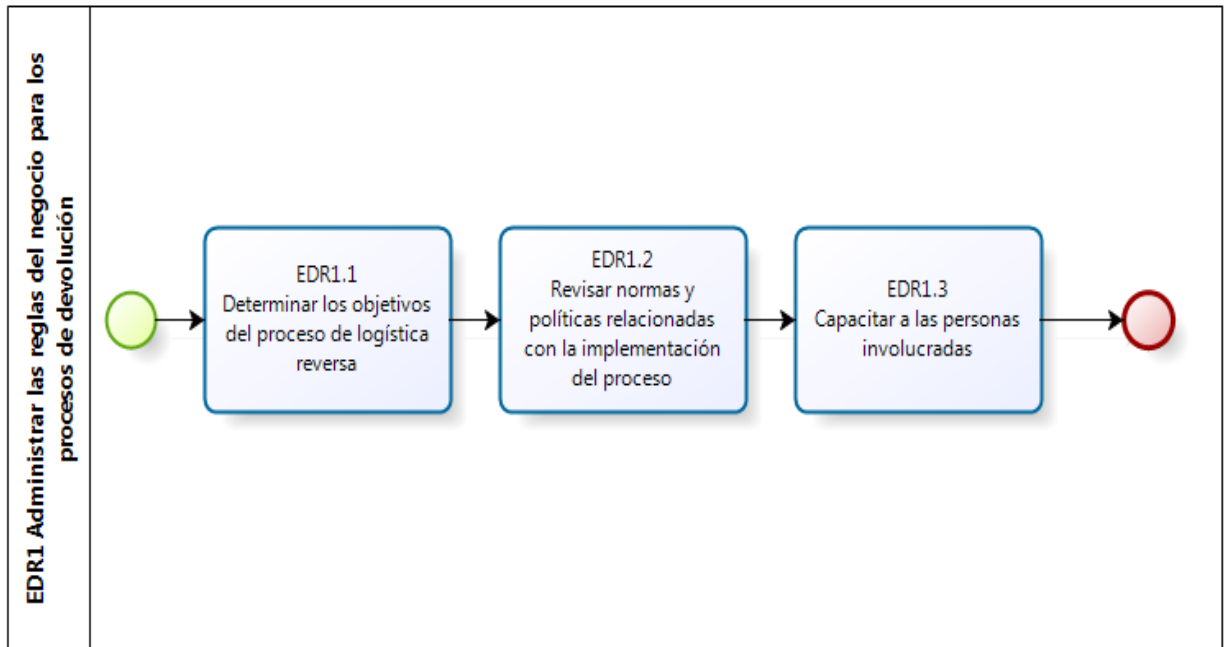 EDR1 Administrar las reglas del negocio para los
procesos de devolución
EDR1.1
Determinar los objetivos
del proceso de logística
reversa
EDR1.2
Revisar normas y
políticas relacionadas
con la implementación
del proceso
EDR1.3
Capacitar a las personas
involucradas